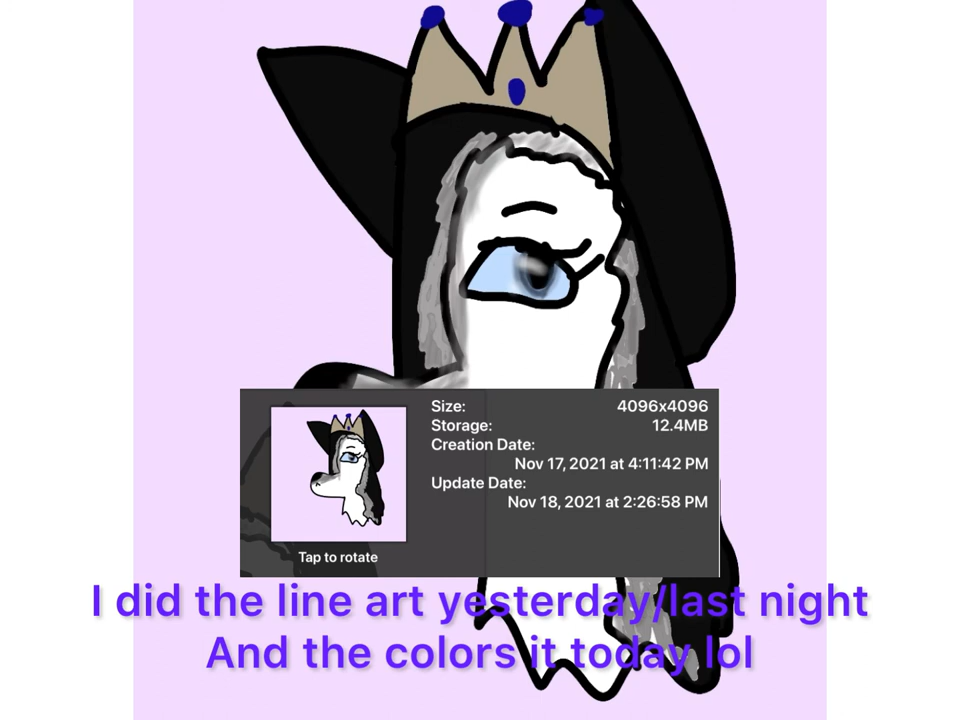 Size: 4096x4096
Storage: 12.4MB
Creation Date:
Nov 17, 2021 at 4:11:42 PM
Update Date:
Nov 18, 2021 at 2:26:58 PM
Tap to rotate
I did the line art yesterday/last night
And the colors it today lol